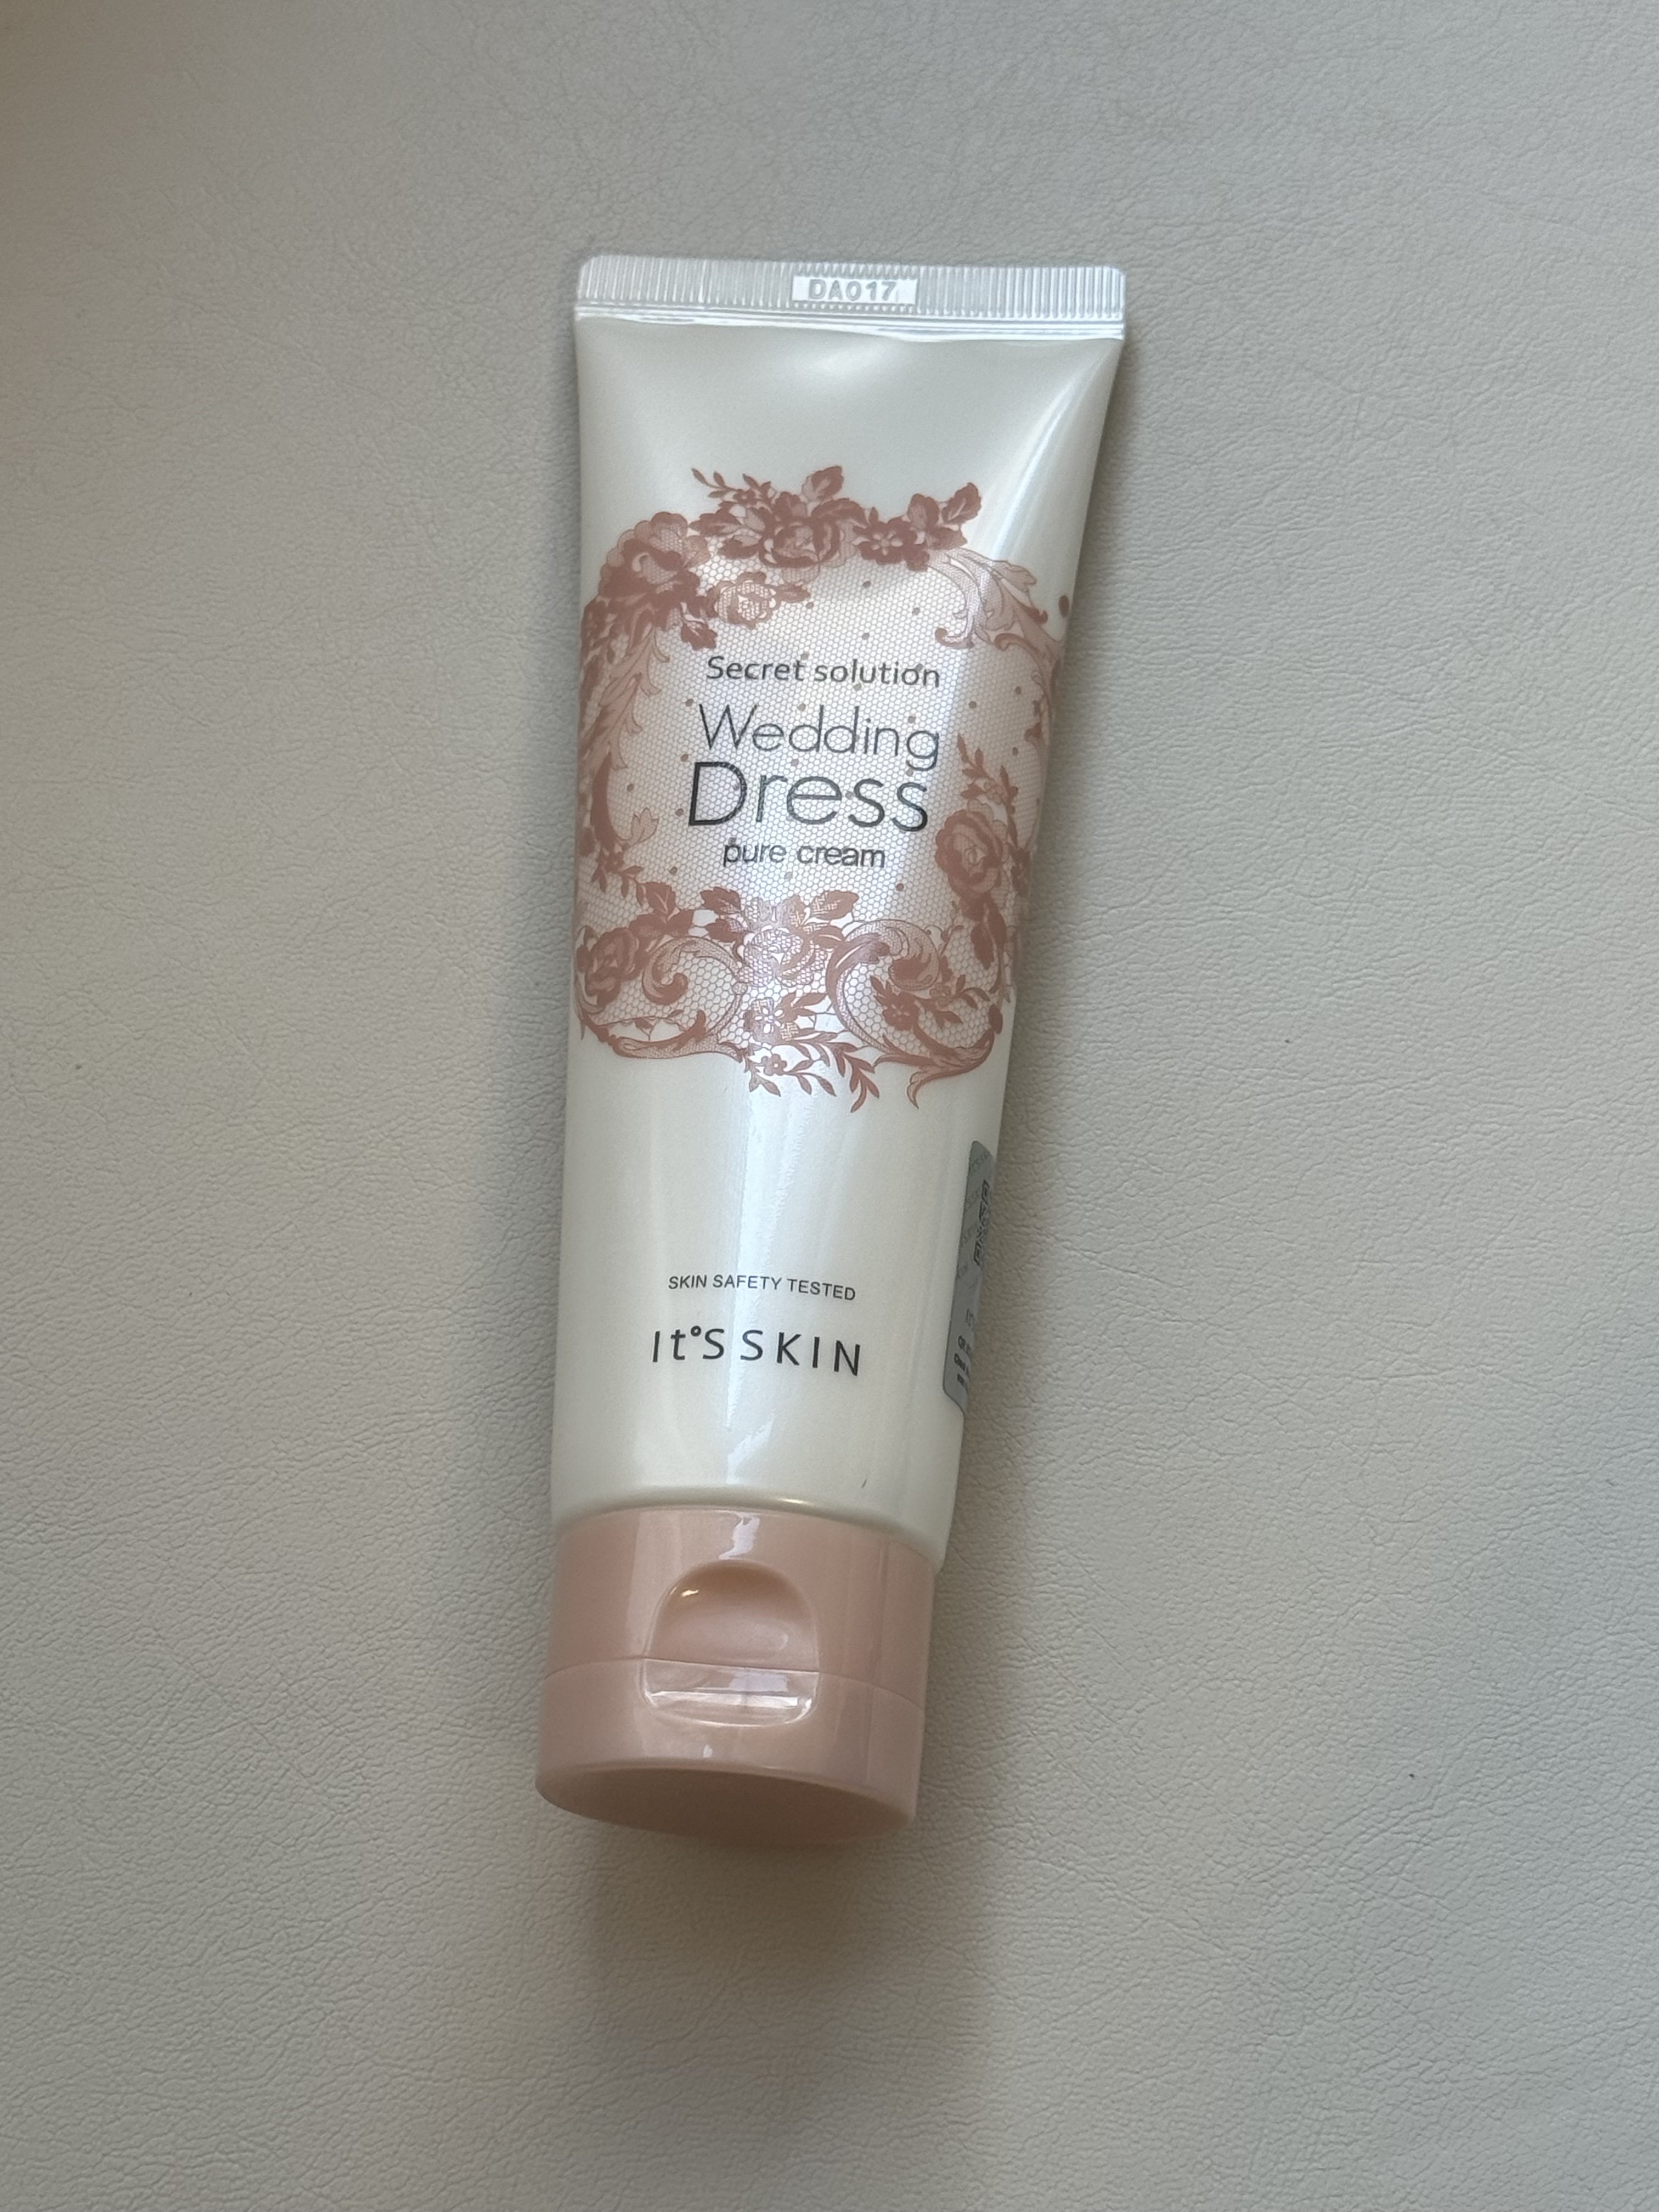 DA017
Secret solution
Wedding
Dress
pure cream
SKIN SAFETY TESTED
It°S SKIN